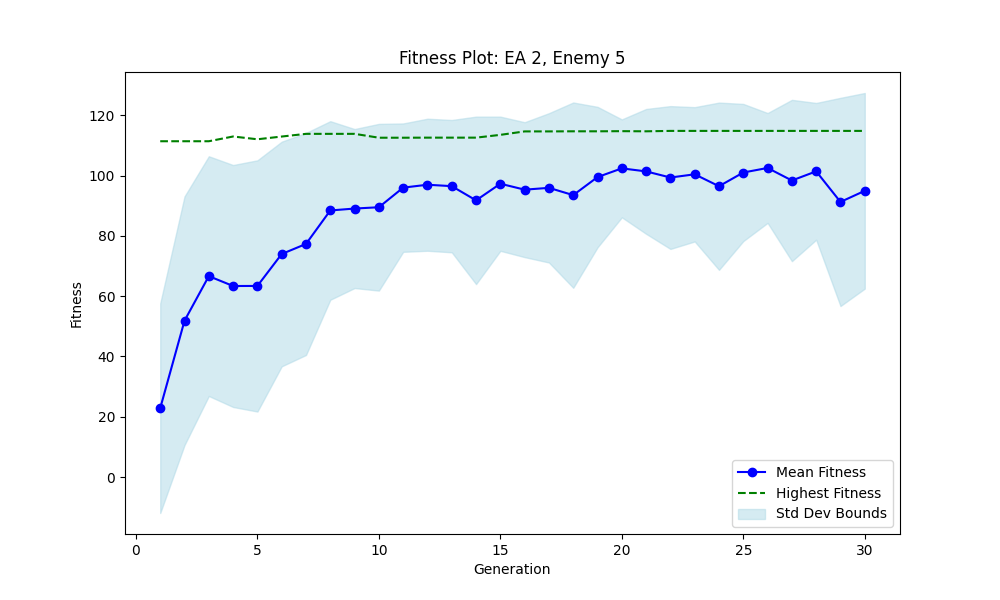 Fitness Plot: EA 2, Enemy 5
Fitness
120
100
80
60
40
20
0
0 5 10 15 20 25 30
Generation
Mean Fitness
Highest Fitness
Std Dev Bounds